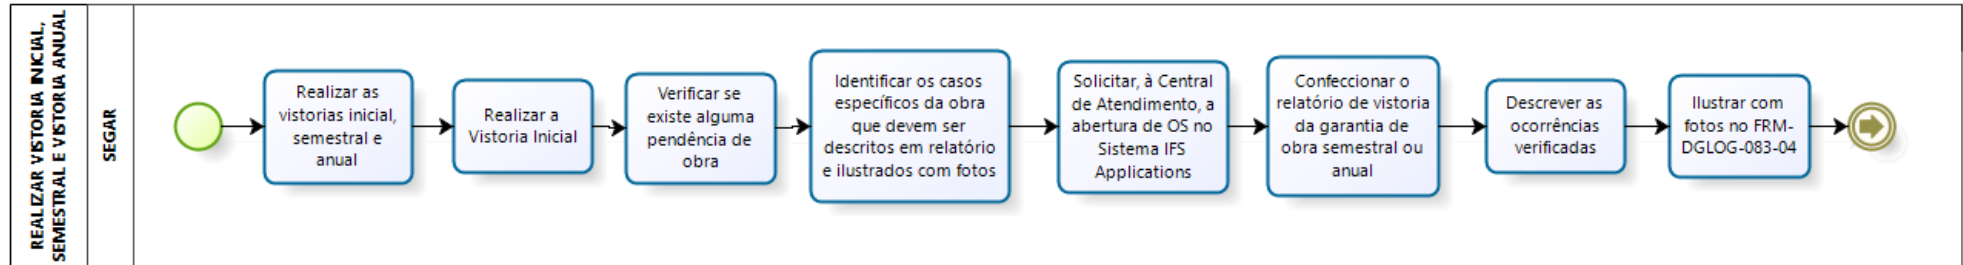 REALIZAR VISTORIA INICIAL,
SEMESTRAL E VISTORIA ANUAL
SEGAR
Realizar as
vistorias inicial,
semestral e
anual
Realizar a
Vistoria Inicial
Verificar se
existe alguma
pendência de
obra
Identificar os casos
específicos da obra
que devem ser
descritos em relatório
e ilustrados com fotos
Solicitar, à Central
de Atendimento, a
abertura de OS no
Sistema IFS
Applications
Confeccionar o
relatório de vistoria
da garantia de
obra semestral ou
anual
Descrever as
ocorrências
verificadas
Ilustrar com
fotos no FRM-
DGLOG-083-04